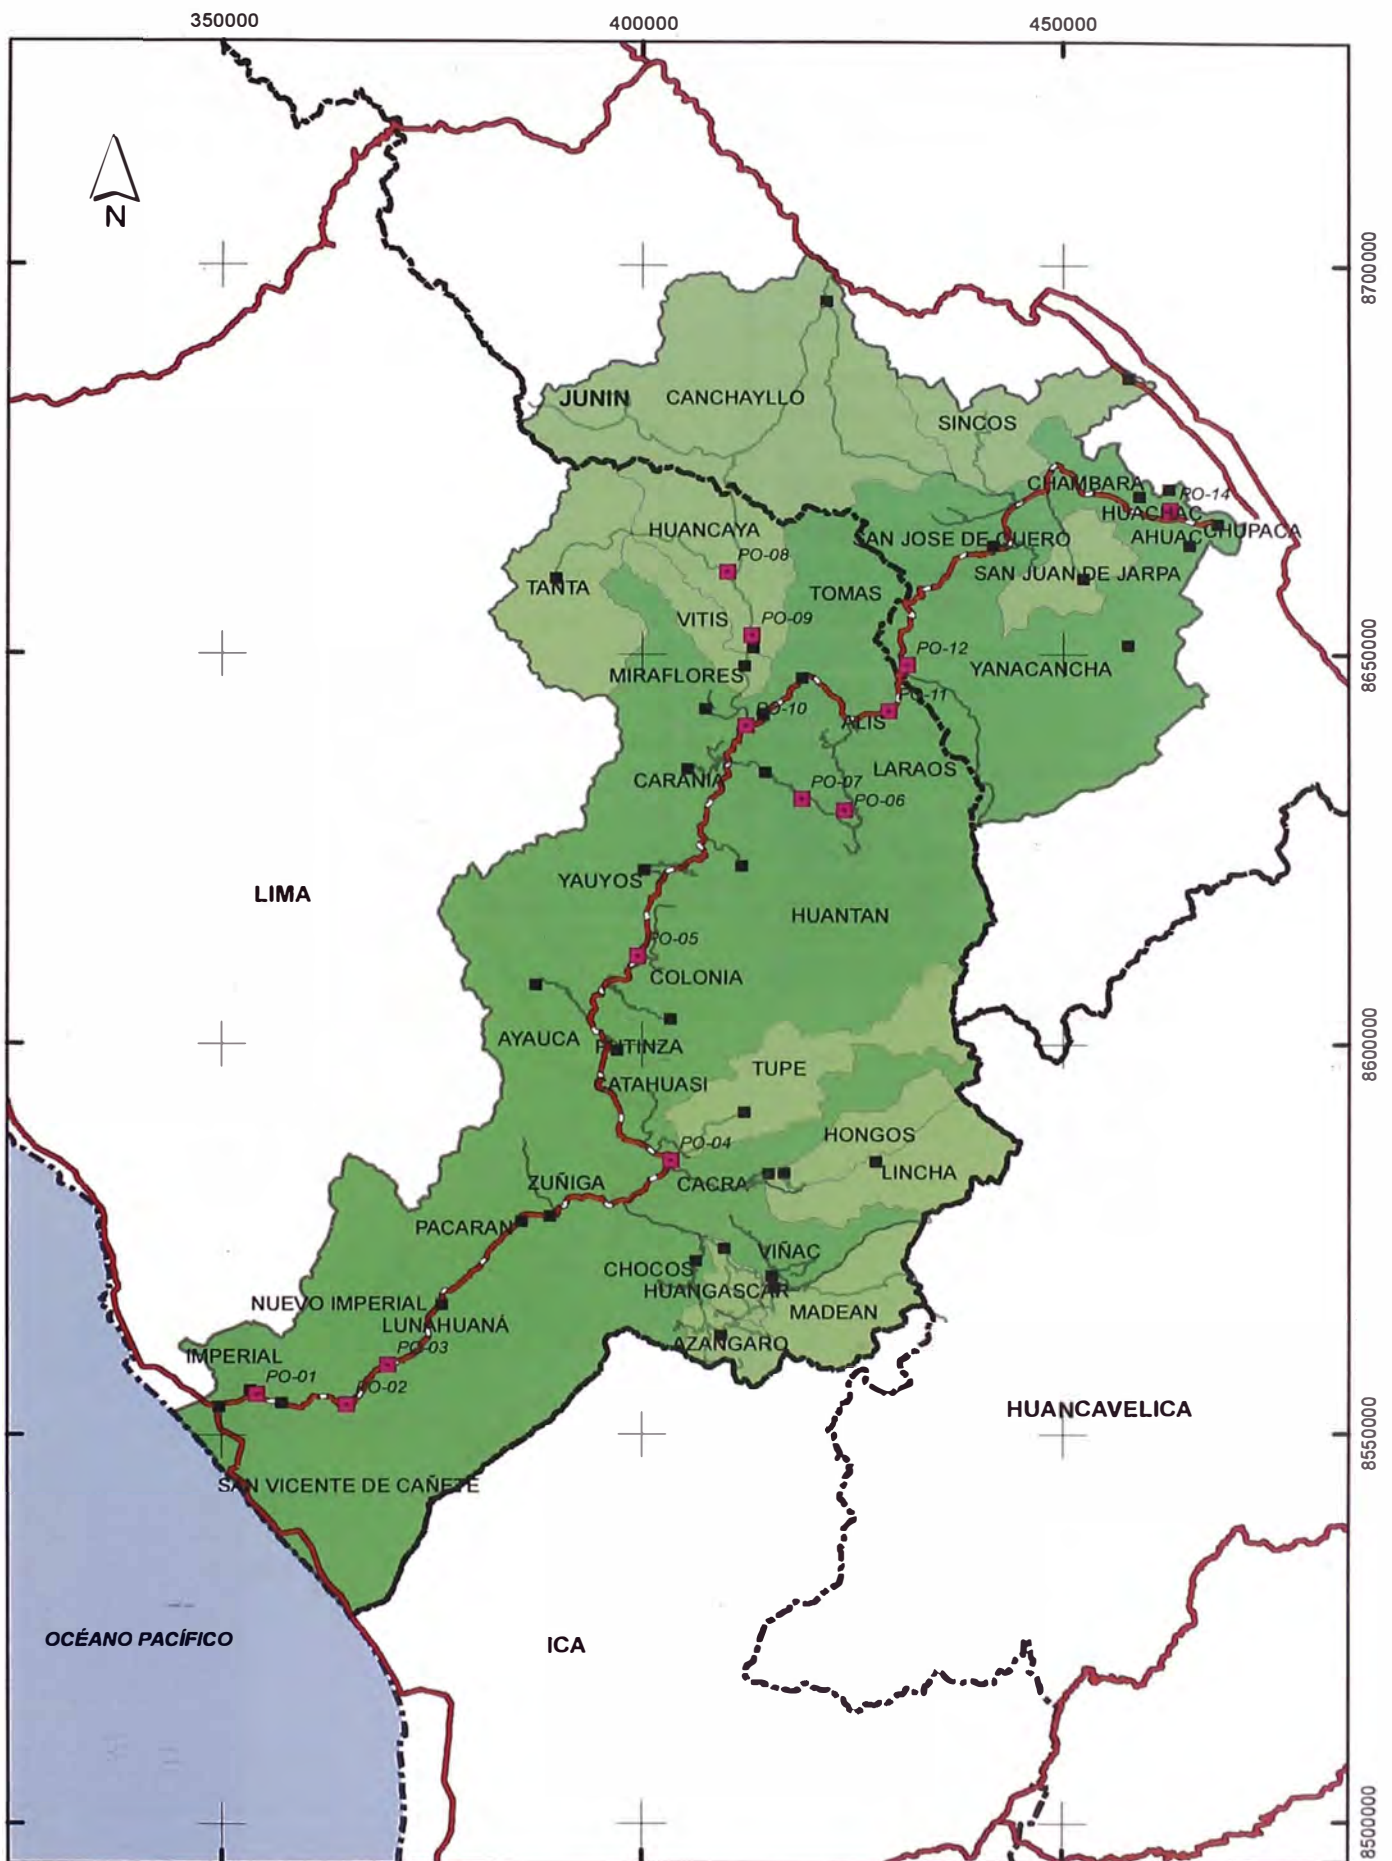 350000
400000
450000
N
8700000
JUNIN
CANCHAYLLO
SINCOS
CHAMBARA
PO-14
HUACHAC
CHUPACA
AHUAC
HUANCAYA
SAN JOSE DE QUERO
PO-08
SAN JUAN DE JARPA
TANTA
TOMAS
VITIS
PO-09
8650000
PO-12
YANACANCHA
MIRAFLORES
PO-11
PO-10
ALIS
LARAOS
CARANIA
PO-07
PO-06
YAUYOS
LIMA
HUANTAN
PO-05
COLONIA
AYAUCA
PUTINZA
8600000
TUPE
CATAHUASI
HONGOS
PO-04
LINCHA
ZUÑIGA
CACRA
PACARAN
VIÑAC
CHOCOS
HUANGASCAR
NUEVO IMPERIAL
MADEAN
LUNAHUANÁ
AZANGARO
PO-03
IMPERIAL
PO-01
PO-02
HUANCAVELICA
8550000
SAN VICENTE DE CAÑETE
OCÉANO PACÍFICO
ICA
8500000